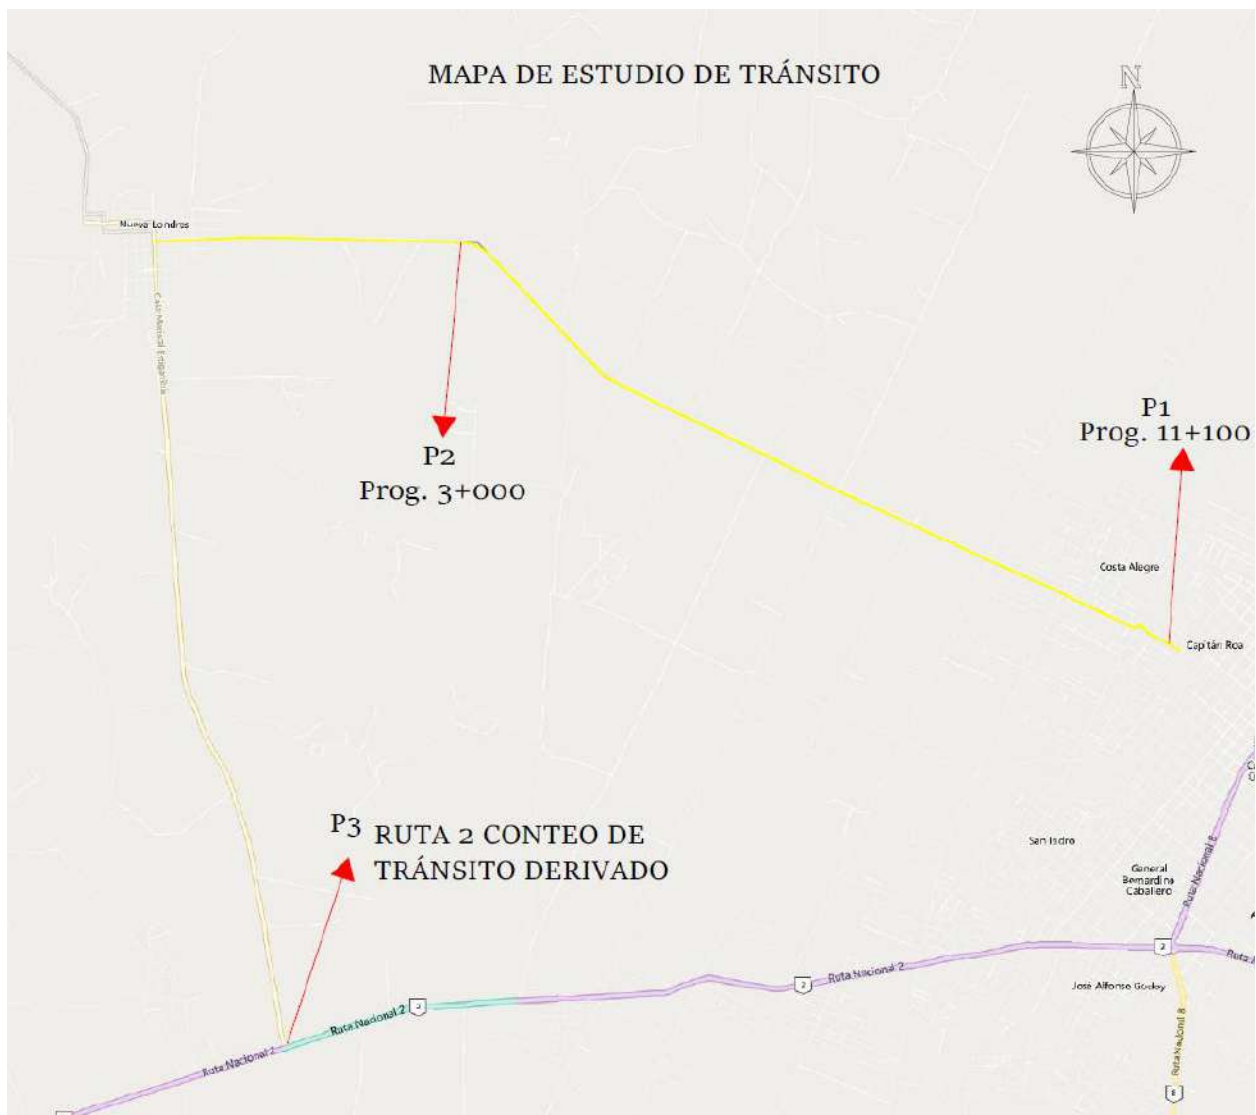 MAPA DE ESTUDIO DE TRÁNSITO
N
Nueva Londres
P1
Prog. 11+100
P2
Prog. 3+000
Costa Alegre
Capitán Roa
P3
RUTA 2 CONTEO DE
TRÁNSITO DERIVADO
San Isidro
General
Bernardino
Caballero
Ruta Nacional 8
2
Ruta Nacional 2
2
José Alfonso Godoy
Ruta Nacional 2
Ruta Nacional 2
Ruta Nacional 8
8